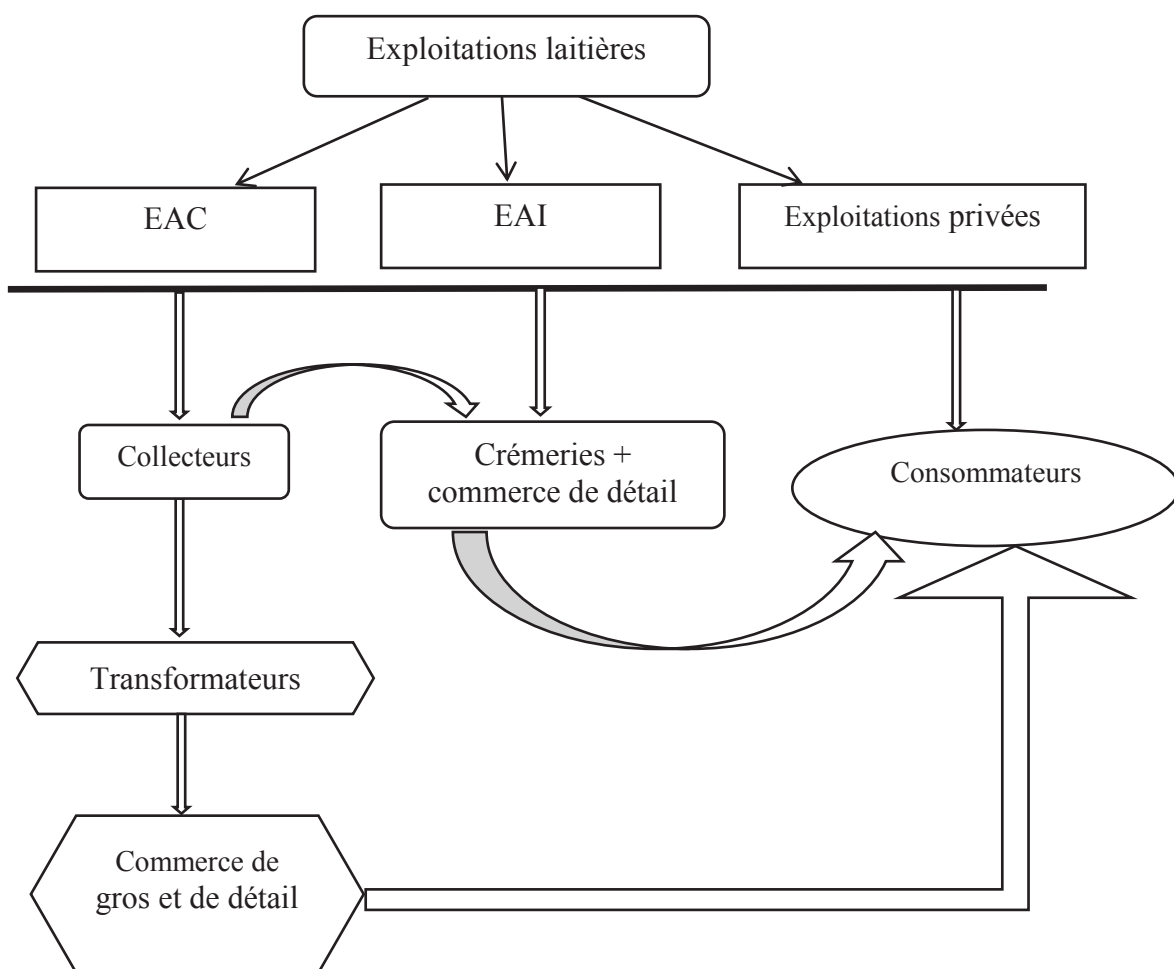 Exploitations laitières
EAC
EAI
Exploitations privées
Collecteurs
Crémeries +
commerce de détail
Consommateurs
Transformateurs
Commerce de
gros et de détail